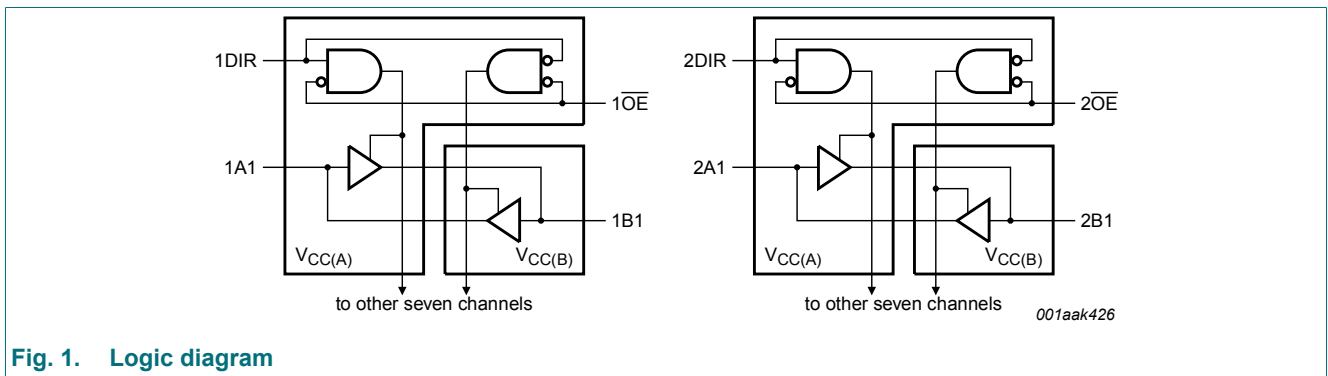 1DIR
1OE
1A1
1B1
VCC(A)
VCC(B)
to other seven channels
2DIR
2OE
2A1
2B1
VCC(A)
VCC(B)
to other seven channels
001aak426
Fig. 1. Logic diagram